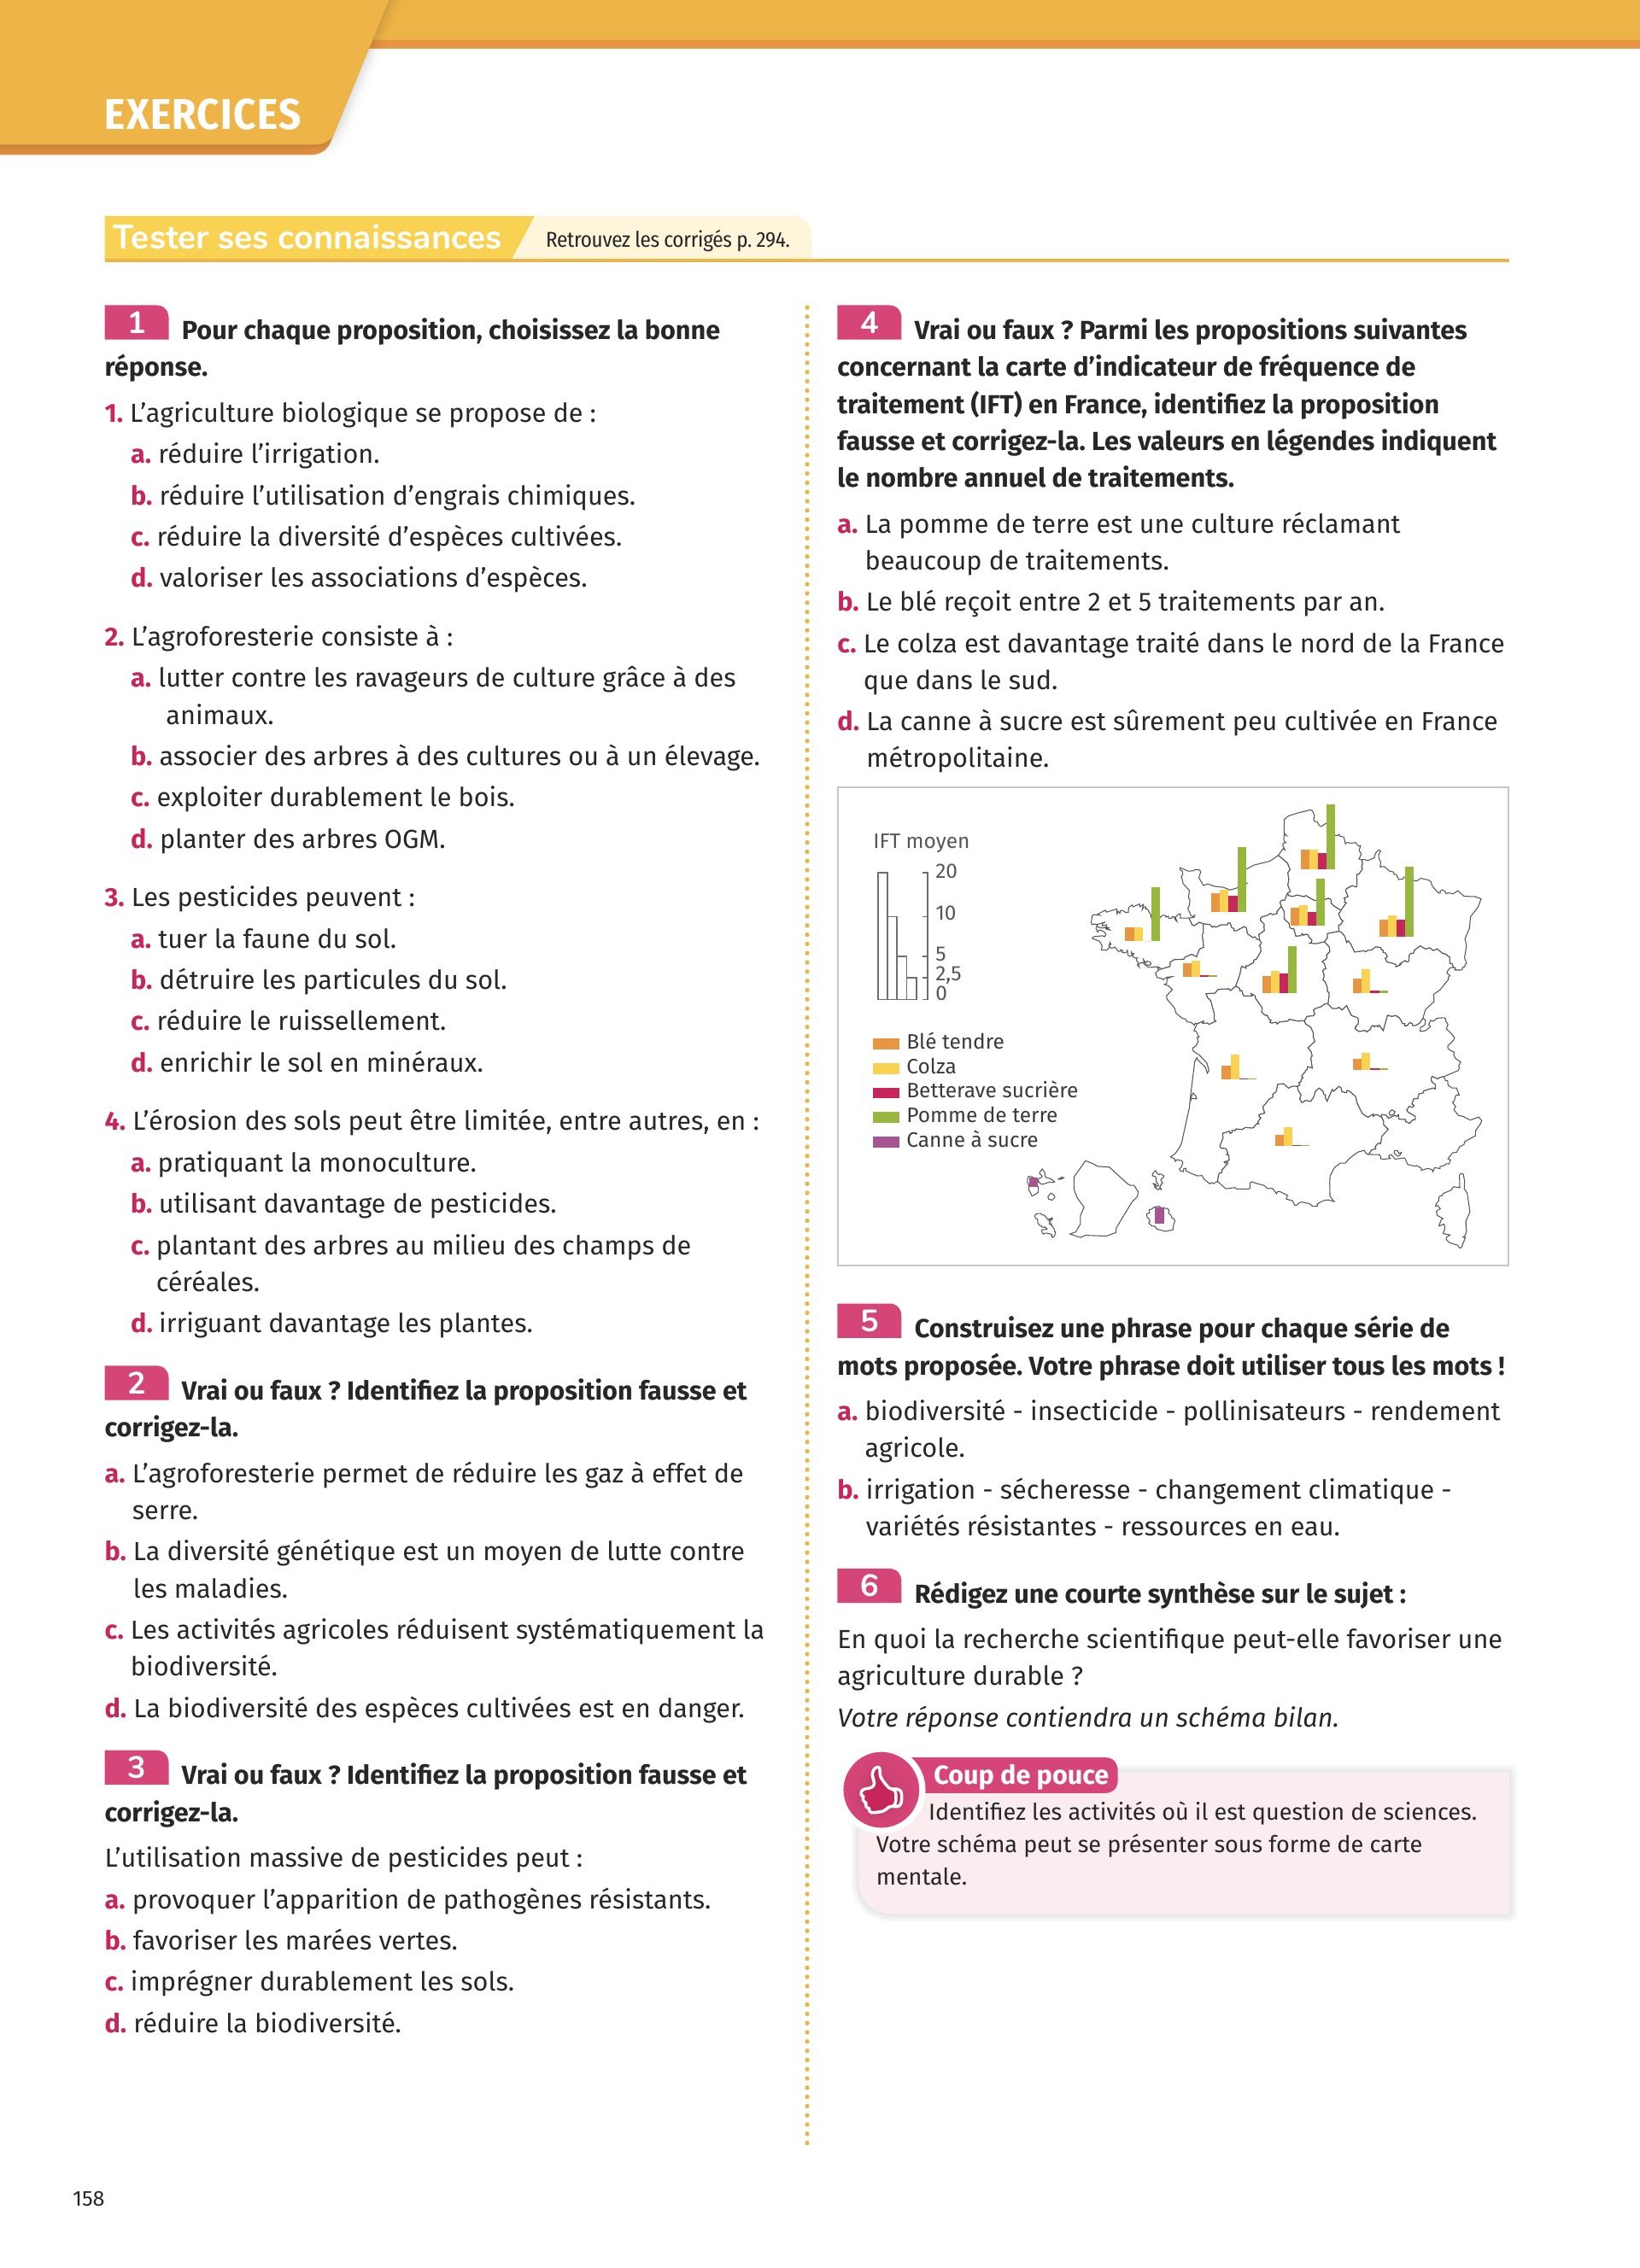 EXERCICES
Tester ses connaissances
Retrouvez les corrigés p. 294.
1 Pour chaque proposition, choisissez la bonne
réponse.
1. L’agriculture biologique se propose de :
a. réduire l’irrigation.
b. réduire l’utilisation d’engrais chimiques.
c. réduire la diversité d’espèces cultivées.
d. valoriser les associations d’espèces.
2. L’agroforesterie consiste à :
a. lutter contre les ravageurs de culture grâce à des
animaux.
b. associer des arbres à des cultures ou à un élevage.
c. exploiter durablement le bois.
d. planter des arbres OGM.
3. Les pesticides peuvent :
a. tuer la faune du sol.
b. détruire les particules du sol.
c. réduire le ruissellement.
d. enrichir le sol en minéraux.
4. L’érosion des sols peut être limitée, entre autres, en :
a. pratiquant la monoculture.
b. utilisant davantage de pesticides.
c. plantant des arbres au milieu des champs de
céréales.
d. irriguant davantage les plantes.
2 Vrai ou faux ? Identifiez la proposition fausse et
corrigez-la.
a. L’agroforesterie permet de réduire les gaz à effet de
serre.
b. La diversité génétique est un moyen de lutte contre
les maladies.
c. Les activités agricoles réduisent systématiquement la
biodiversité.
d. La biodiversité des espèces cultivées est en danger.
3 Vrai ou faux ? Identifiez la proposition fausse et
corrigez-la.
L’utilisation massive de pesticides peut :
a. provoquer l’apparition de pathogènes résistants.
b. favoriser les marées vertes.
c. imprégner durablement les sols.
d. réduire la biodiversité.
4 Vrai ou faux ? Parmi les propositions suivantes
concernant la carte d’indicateur de fréquence de
traitement (IFT) en France, identifiez la proposition
fausse et corrigez-la. Les valeurs en légendes indiquent
le nombre annuel de traitements.
a. La pomme de terre est une culture réclamant
beaucoup de traitements.
b. Le blé reçoit entre 2 et 5 traitements par an.
c. Le colza est davantage traité dans le nord de la France
que dans le sud.
d. La canne à sucre est sûrement peu cultivée en France
métropolitaine.
IFT moyen
20
10
5
2,5
0
Blé tendre
Colza
Betterave sucrière
Pomme de terre
Canne à sucre
5 Construisez une phrase pour chaque série de
mots proposée. Votre phrase doit utiliser tous les mots !
a. biodiversité - insecticide - pollinisateurs - rendement
agricole.
b. irrigation - sécheresse - changement climatique -
variétés résistantes - ressources en eau.
6 Rédigez une courte synthèse sur le sujet :
En quoi la recherche scientifique peut-elle favoriser une
agriculture durable ?
Votre réponse contiendra un schéma bilan.
Coup de pouce
Identifiez les activités où il est question de sciences.
Votre schéma peut se présenter sous forme de carte
mentale.
158